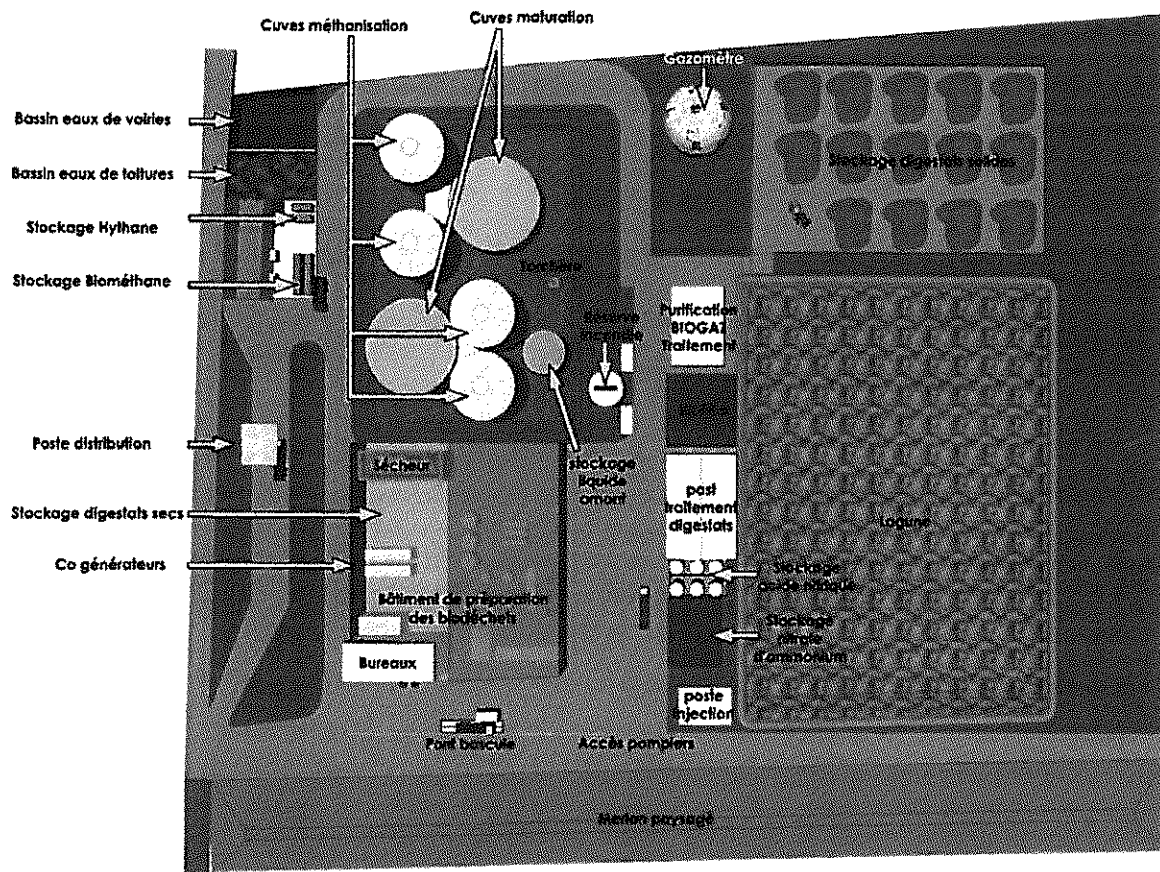 Cuves méthanisation
Cuves maturation
Gazomètre
Bassin eaux de voiries
Bassin eaux de toitures
Stockage digestats solides
Stockage Hythane
Stockage Biométhane
Torchère
Réserve
incendie
Purification
BIOGAZ
Traitement
Poste distribution
Sécheur
stockage
liquide
amont
post
traitement
digestats
Stockage digestats secs
Lagune
Co générateurs
Stockage
acide nitrique
Bâtiment de préparation
des biodéchets
Stockage
nitrate
d'ammonium
Bureaux
poste
injection
Pont bascule
Accès pompiers
Merlon paysagé